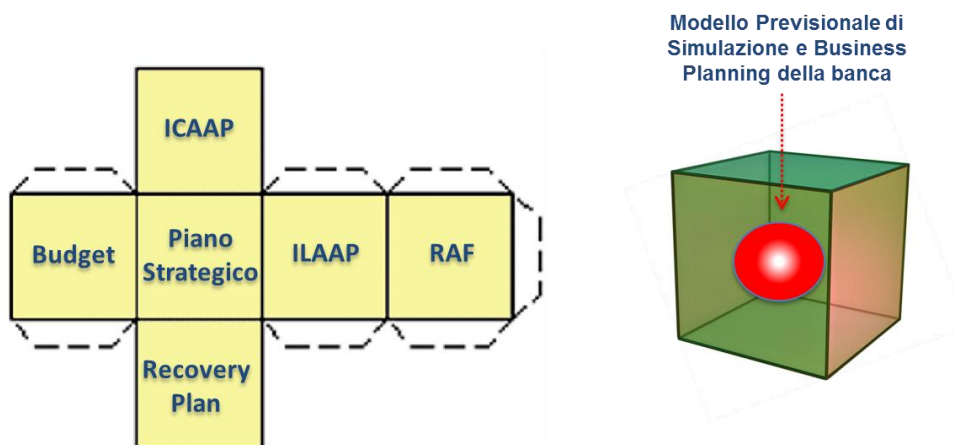 Modello Previsionale di
Simulazione e Business
Planning della banca
ICAAP
Budget
Piano
Strategico
ILAAP
RAF
Recovery
Plan